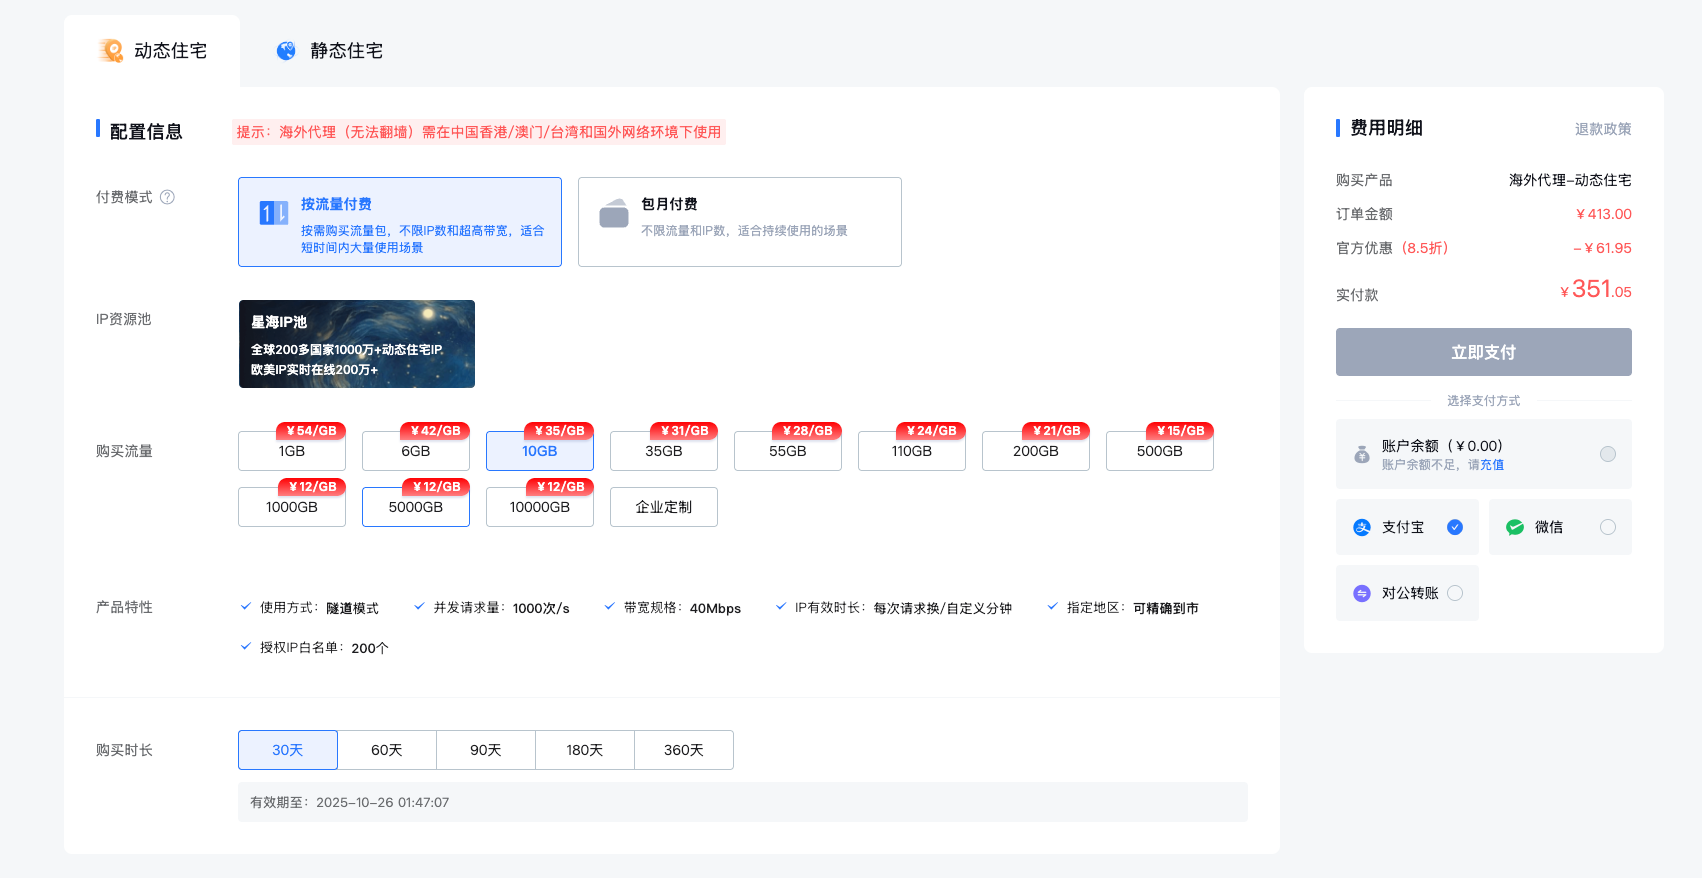 动态住宅
静态住宅
配置信息
提示：海外代理（无法翻墙）需在中国香港/澳门/台湾和国外网络环境下使用
付费模式 ?
按流量付费
按需购买流量包，不限IP数和超高带宽，适合
短时间内大量使用场景
包月付费
不限流量和IP数，适合持续使用的场景
IP资源池
星海IP池
全球200多国家1000万+动态住宅IP
欧美IP实时在线200万+
购买流量
¥54/GB
1GB
¥42/GB
6GB
¥35/GB
10GB
¥31/GB
35GB
¥28/GB
55GB
¥24/GB
110GB
¥21/GB
200GB
¥15/GB
500GB
¥12/GB
1000GB
¥12/GB
5000GB
¥12/GB
10000GB
企业定制
产品特性
使用方式：隧道模式
并发请求量：1000次/s
带宽规格：40Mbps
IP有效时长：每次请求换/自定义分钟
指定地区：可精确到市
授权IP白名单：200个
购买时长
30天
60天
90天
180天
360天
有效期至：2025-10-26 01:47:07
费用明细
退款政策
购买产品 海外代理-动态住宅
订单金额 ¥413.00
官方优惠（8.5折） -¥61.95
实付款 ¥351.05
立即支付
选择支付方式
账户余额（¥0.00）
账户余额不足，请充值
支付宝
微信
对公转账